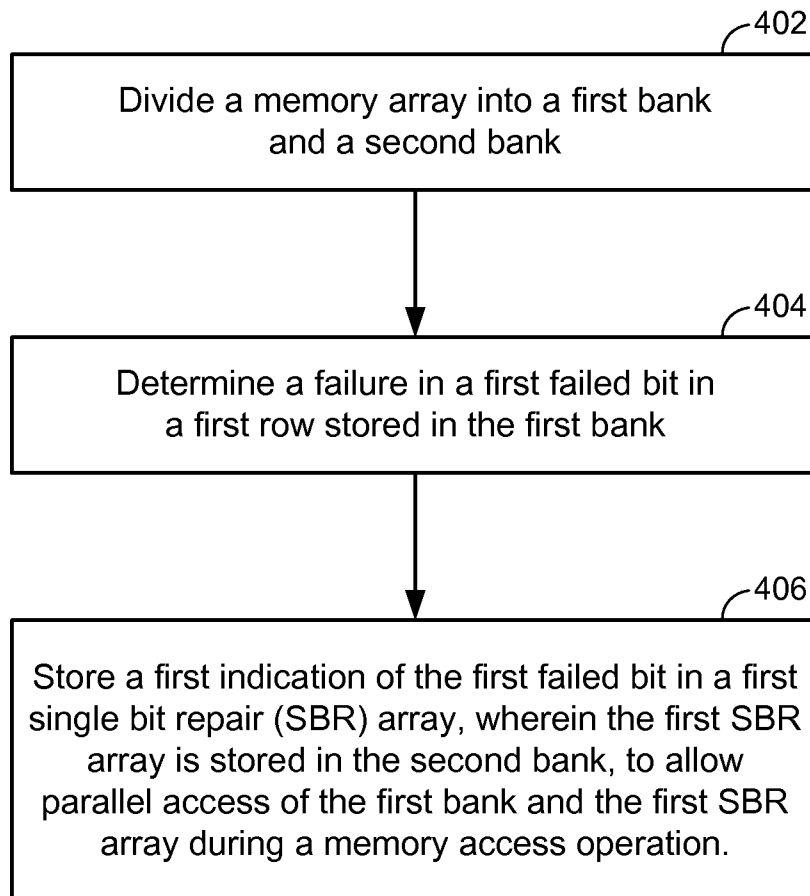 402
Divide a memory array into a first bank
and a second bank
404
Determine a failure in a first failed bit in
a first row stored in the first bank
406
Store a first indication of the first failed bit in a first
single bit repair (SBR) array, wherein the first SBR
array is stored in the second bank, to allow
parallel access of the first bank and the first SBR
array during a memory access operation.